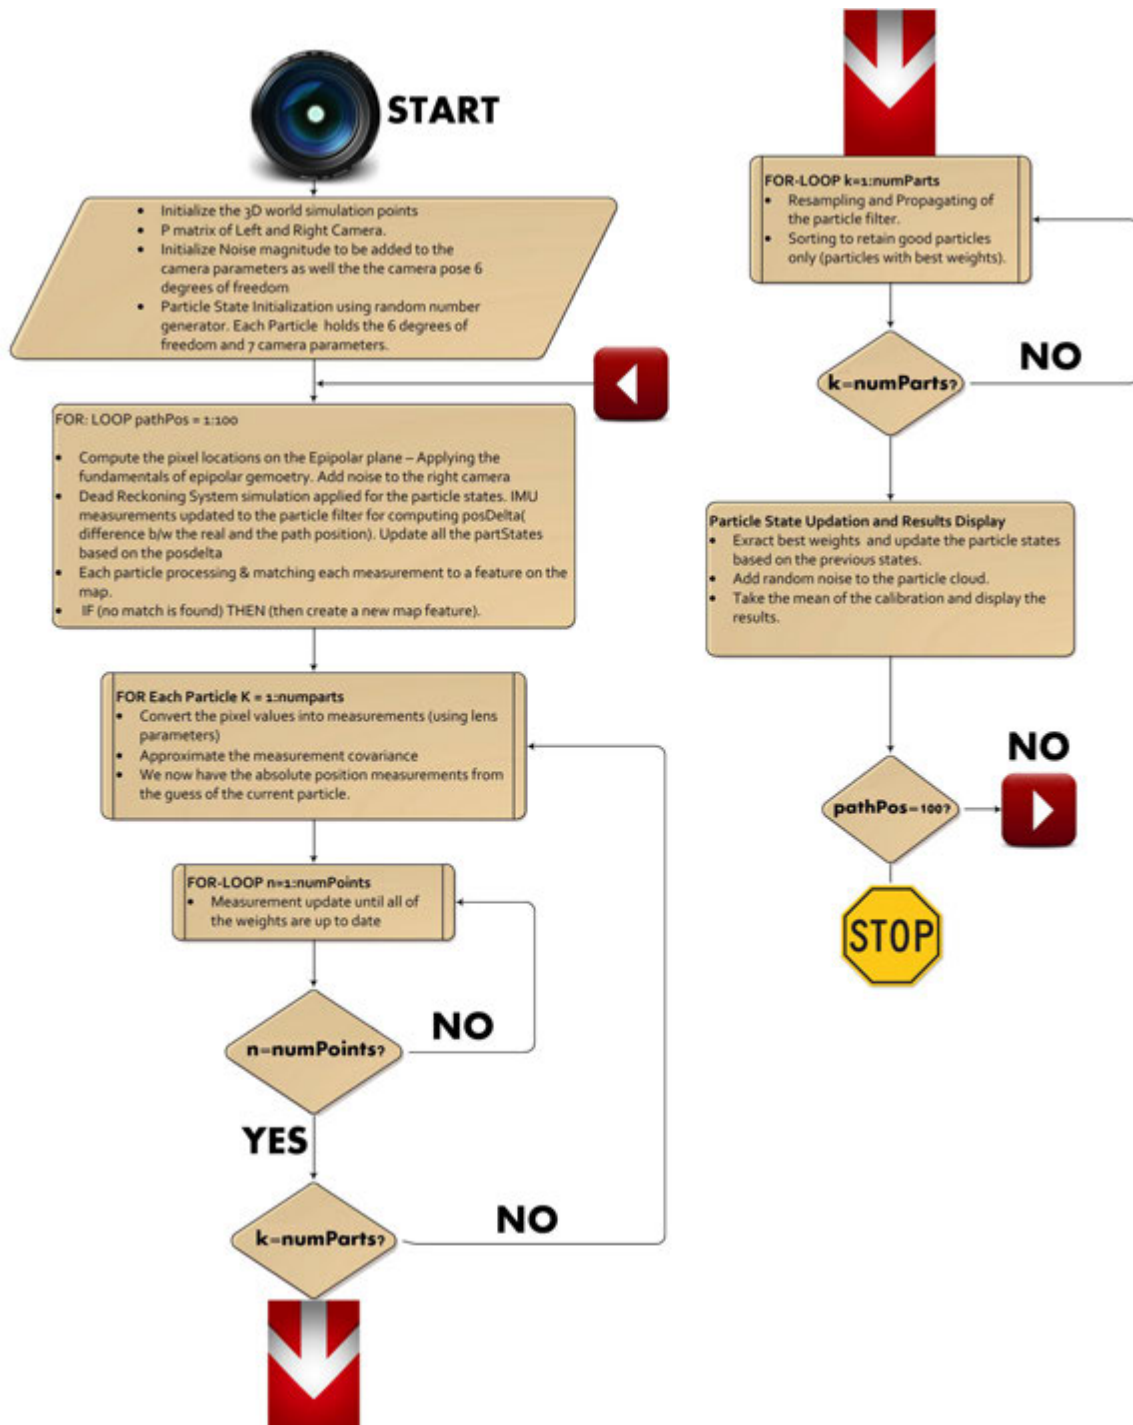 START
• Initialize the 3D world simulation points
• P matrix of Left and Right Camera.
• Initialize Noise magnitude to be added to the
camera parameters as well the the camera pose 6
degrees of freedom
• Particle State Initialization using random number
generator. Each Particle holds the 6 degrees of
freedom and 7 camera parameters.
FOR: LOOP pathPos = 1:100
• Compute the pixel locations on the Epipolar plane – Applying the
fundamentals of epipolar gemoetry. Add noise to the right camera
• Dead Reckoning System simulation applied for the particle states. IMU
measurements updated to the particle filter for computing posDelta(
difference b/w the real and the path position). Update all the partStates
based on the posdelta
• Each particle processing & matching each measurement to a feature on the
map.
• IF (no match is found) THEN (then create a new map feature).
FOR Each Particle K = 1:numparts
• Convert the pixel values into measurements (using lens
parameters)
• Approximate the measurement covariance
• We now have the absolute position measurements from
the guess of the current particle.
FOR-LOOP n=1:numPoints
• Measurement update until all of
the weights are up to date
n=numPoints?
NO
YES
k=numParts?
NO
FOR-LOOP k=1:numParts
• Resampling and Propagating of
the particle filter.
• Sorting to retain good particles
only (particles with best weights).
k=numParts?
NO
Particle State Updation and Results Display
• Exract best weights and update the particle states
based on the previous states.
• Add random noise to the particle cloud.
• Take the mean of the calibration and display the
results.
NO
pathPos=100?
STOP